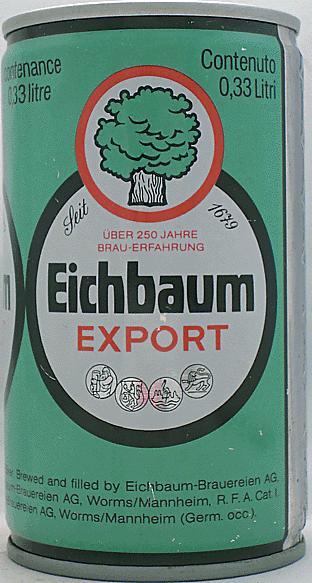 contenance
0,33 litre
Contenuto
0,33 Litri
Seit 1679
ÜBER 250 JAHRE
BRAU-ERFAHRUNG
Eichbaum
EXPORT
Brewed and filled by Eichbaum-Brauereien AG,
Brauereien AG, Worms/Mannheim, R. F. A. Cat I.
AG, Worms/Mannheim (Germ. occ.).